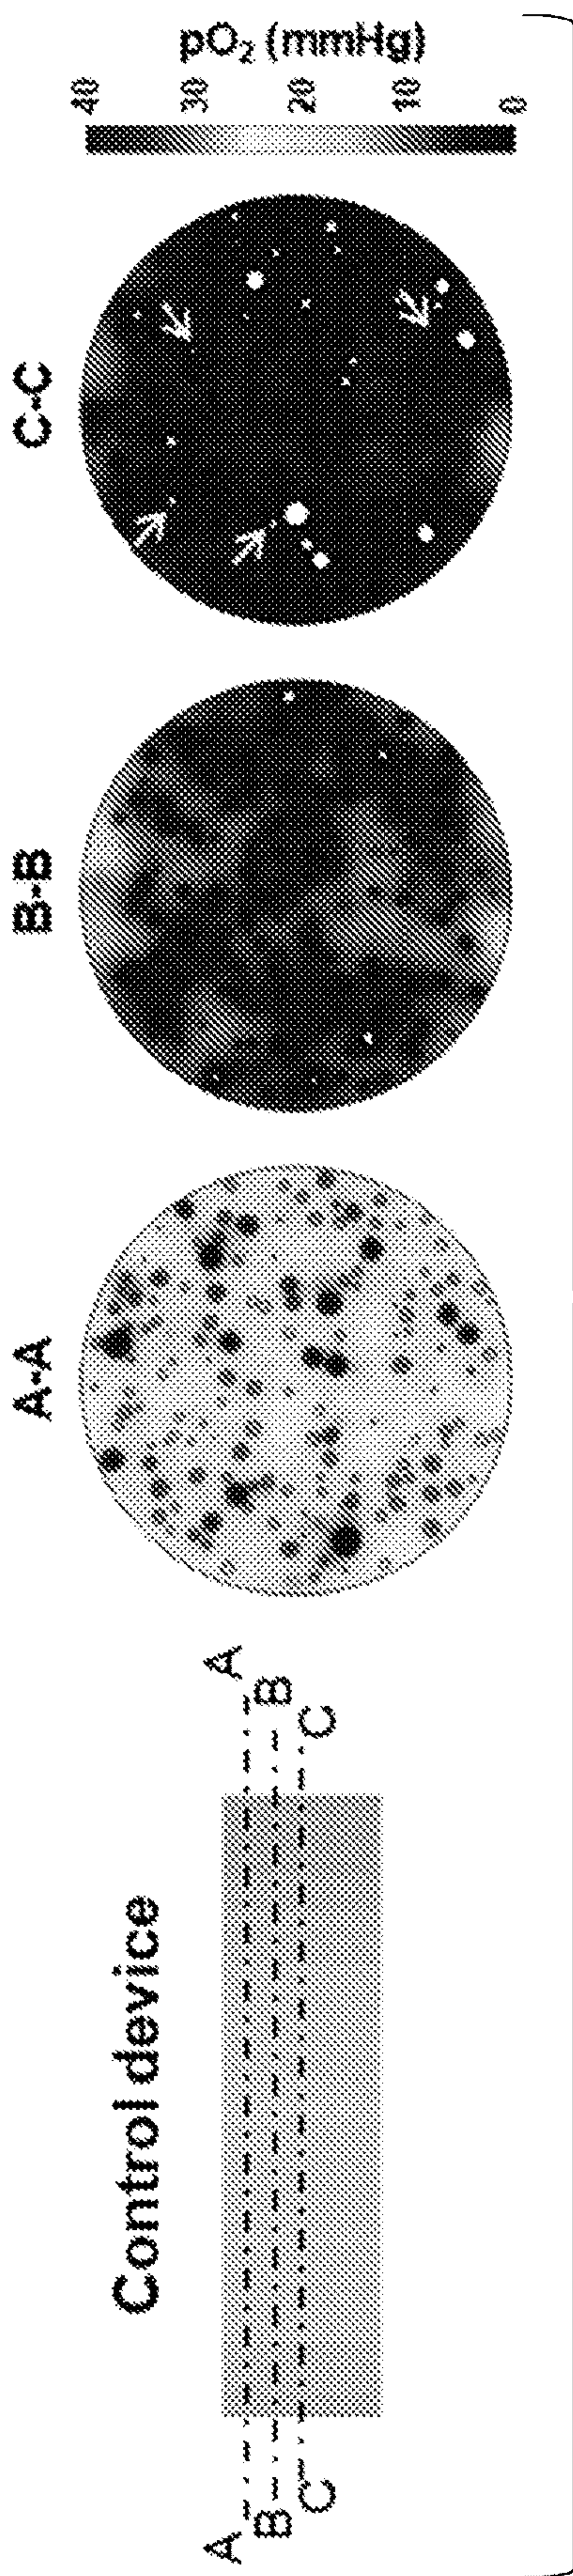 Control device
A
A
B
B
C
C
A-A
B-B
C-C
40
30
20
10
0
pO₂ (mmHg)